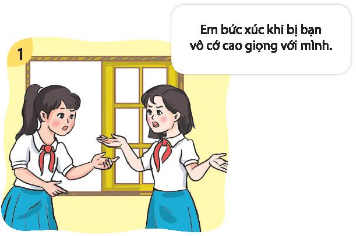 1
Em bức xúc khi bị bạn
vô cớ cao giọng với mình.